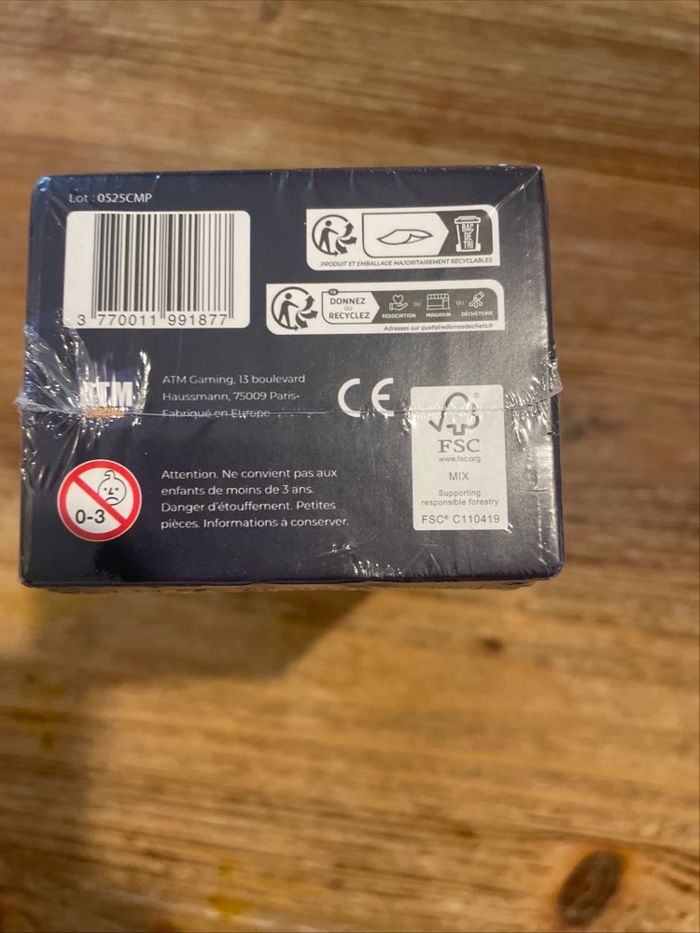 Lot : 0525CMP
3 770011 991877
BAC
DE
TRI
PRODUIT ET EMBALLAGE MAJORITAIREMENT RECYCLABLES
FR
DONNEZ
OU
RECYCLEZ
ASSOCIATION
OU
MAGASIN
OU
DÉCHÈTERIE
Adresses sur quefairedemesdechets.fr
ATM
ATM Gaming, 13 boulevard
Haussmann, 75009 Paris
Fabriqué en Europe
CE
FSC®
www.fsc.org
MIX
Supporting
responsible forestry
FSC® C110419
0-3
Attention. Ne convient pas aux
enfants de moins de 3 ans.
Danger d'étouffement. Petites
pièces. Informations à conserver.